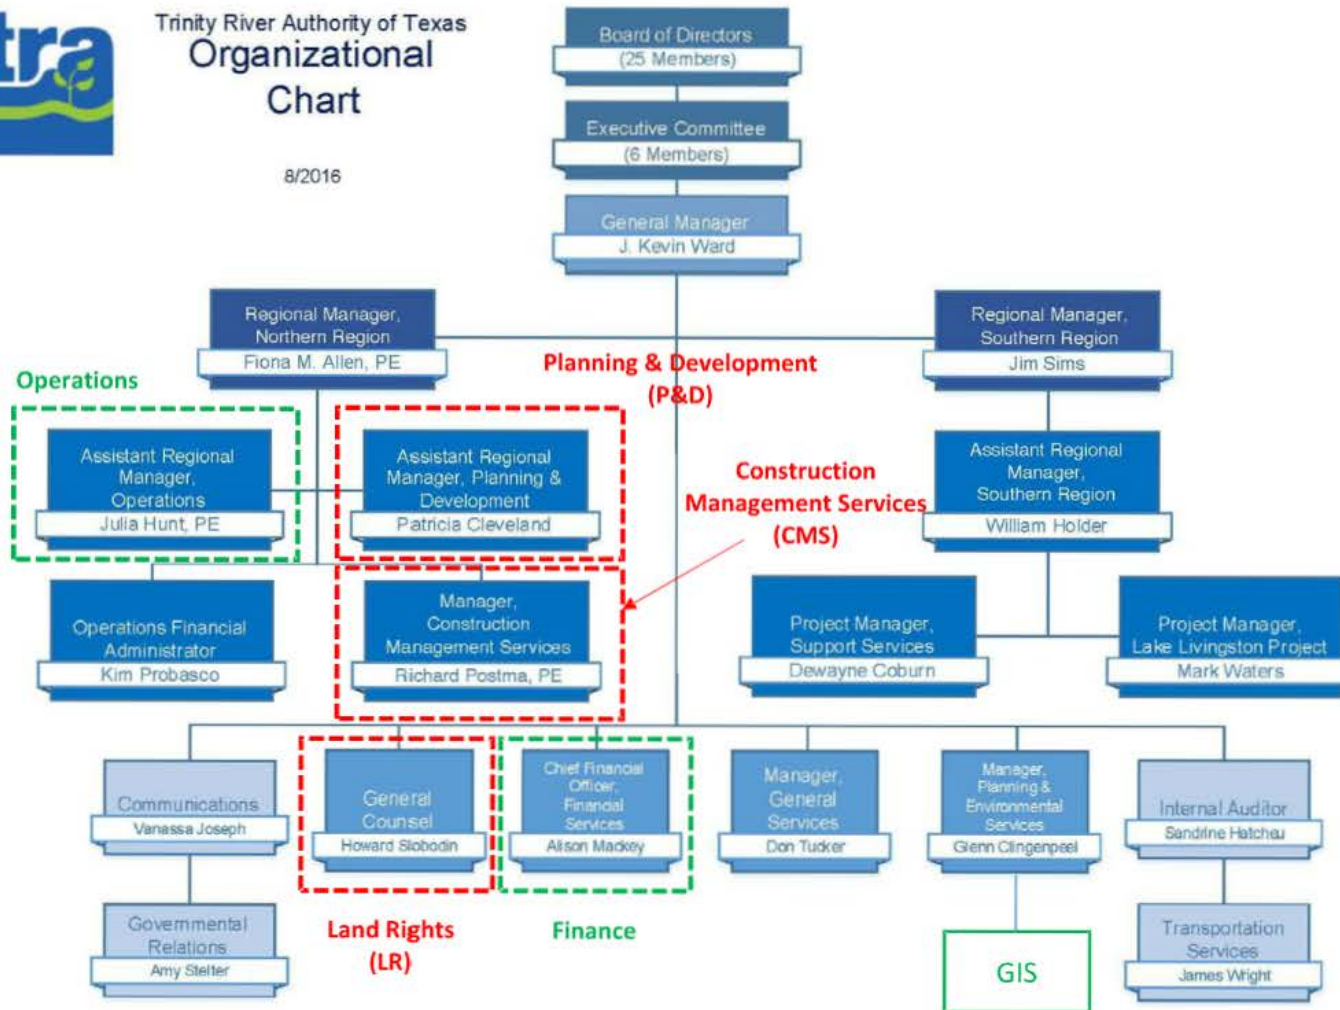 tra
Trinity River Authority of Texas
Organizational
Chart
8/2016
Board of Directors
(25 Members)
Executive Committee
(6 Members)
General Manager
J. Kevin Ward
Regional Manager,
Northern Region
Fiona M. Allen, PE
Regional Manager,
Southern Region
Jim Sims
Planning & Development
(P&D)
Operations
Assistant Regional
Manager,
Operations
Julia Hunt, PE
Assistant Regional
Manager, Planning &
Development
Patricia Cleveland
Construction
Management Services
(CMS)
Assistant Regional
Manager,
Southern Region
William Holder
Operations Financial
Administrator
Kim Probasco
Manager,
Construction
Management Services
Richard Postma, PE
Project Manager,
Support Services
Dewayne Coburn
Project Manager,
Lake Livingston Project
Mark Waters
Communications
Vanassa Joseph
General
Counsel
Howard Slobodin
Chief Financial
Officer,
Financial
Services
Alison Mackey
Manager,
General
Services
Don Tucker
Manager,
Planning &
Environmental
Services
Glenn Clingenpeel
Internal Auditor
Sandrine Hatcheu
Governmental
Relations
Amy Stelter
Land Rights
(LR)
Finance
GIS
Transportation
Services
James Wright